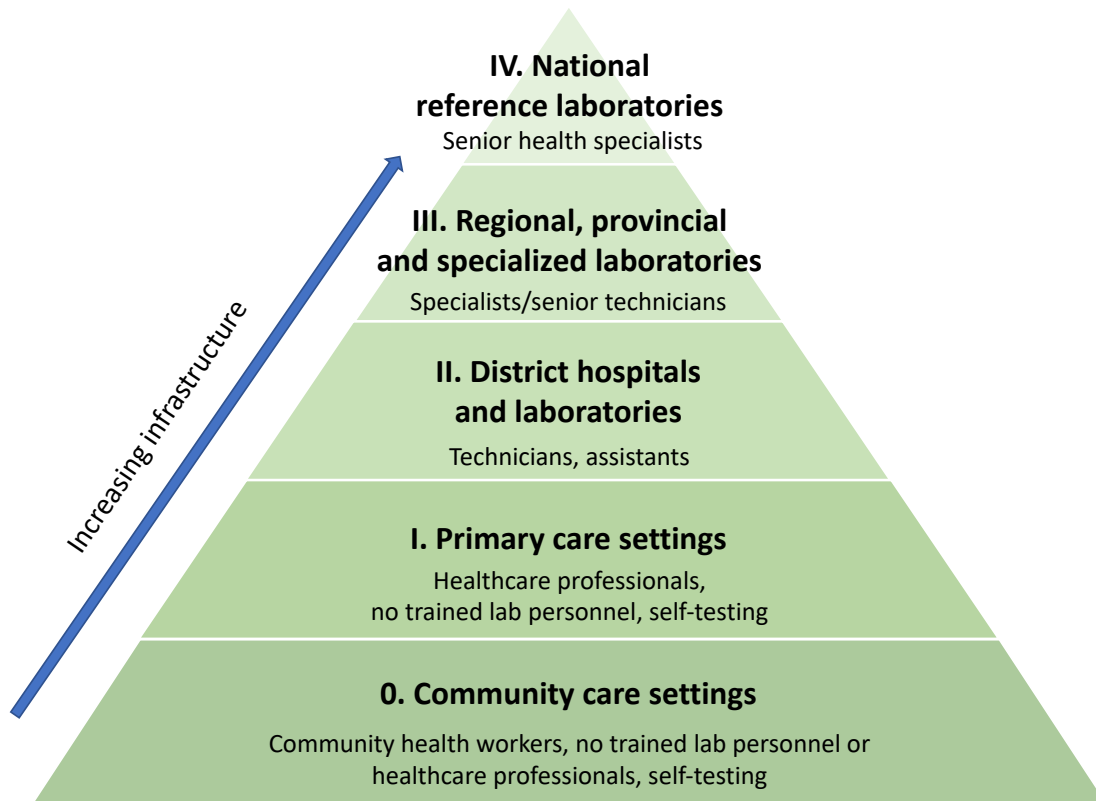 IV. National
reference laboratories
Senior health specialists
III. Regional, provincial
and specialized laboratories
Specialists/senior technicians
II. District hospitals
and laboratories
Technicians, assistants
I. Primary care settings
Healthcare professionals,
no trained lab personnel, self-testing
0. Community care settings
Community health workers, no trained lab personnel or
healthcare professionals, self-testing
Increasing infrastructure